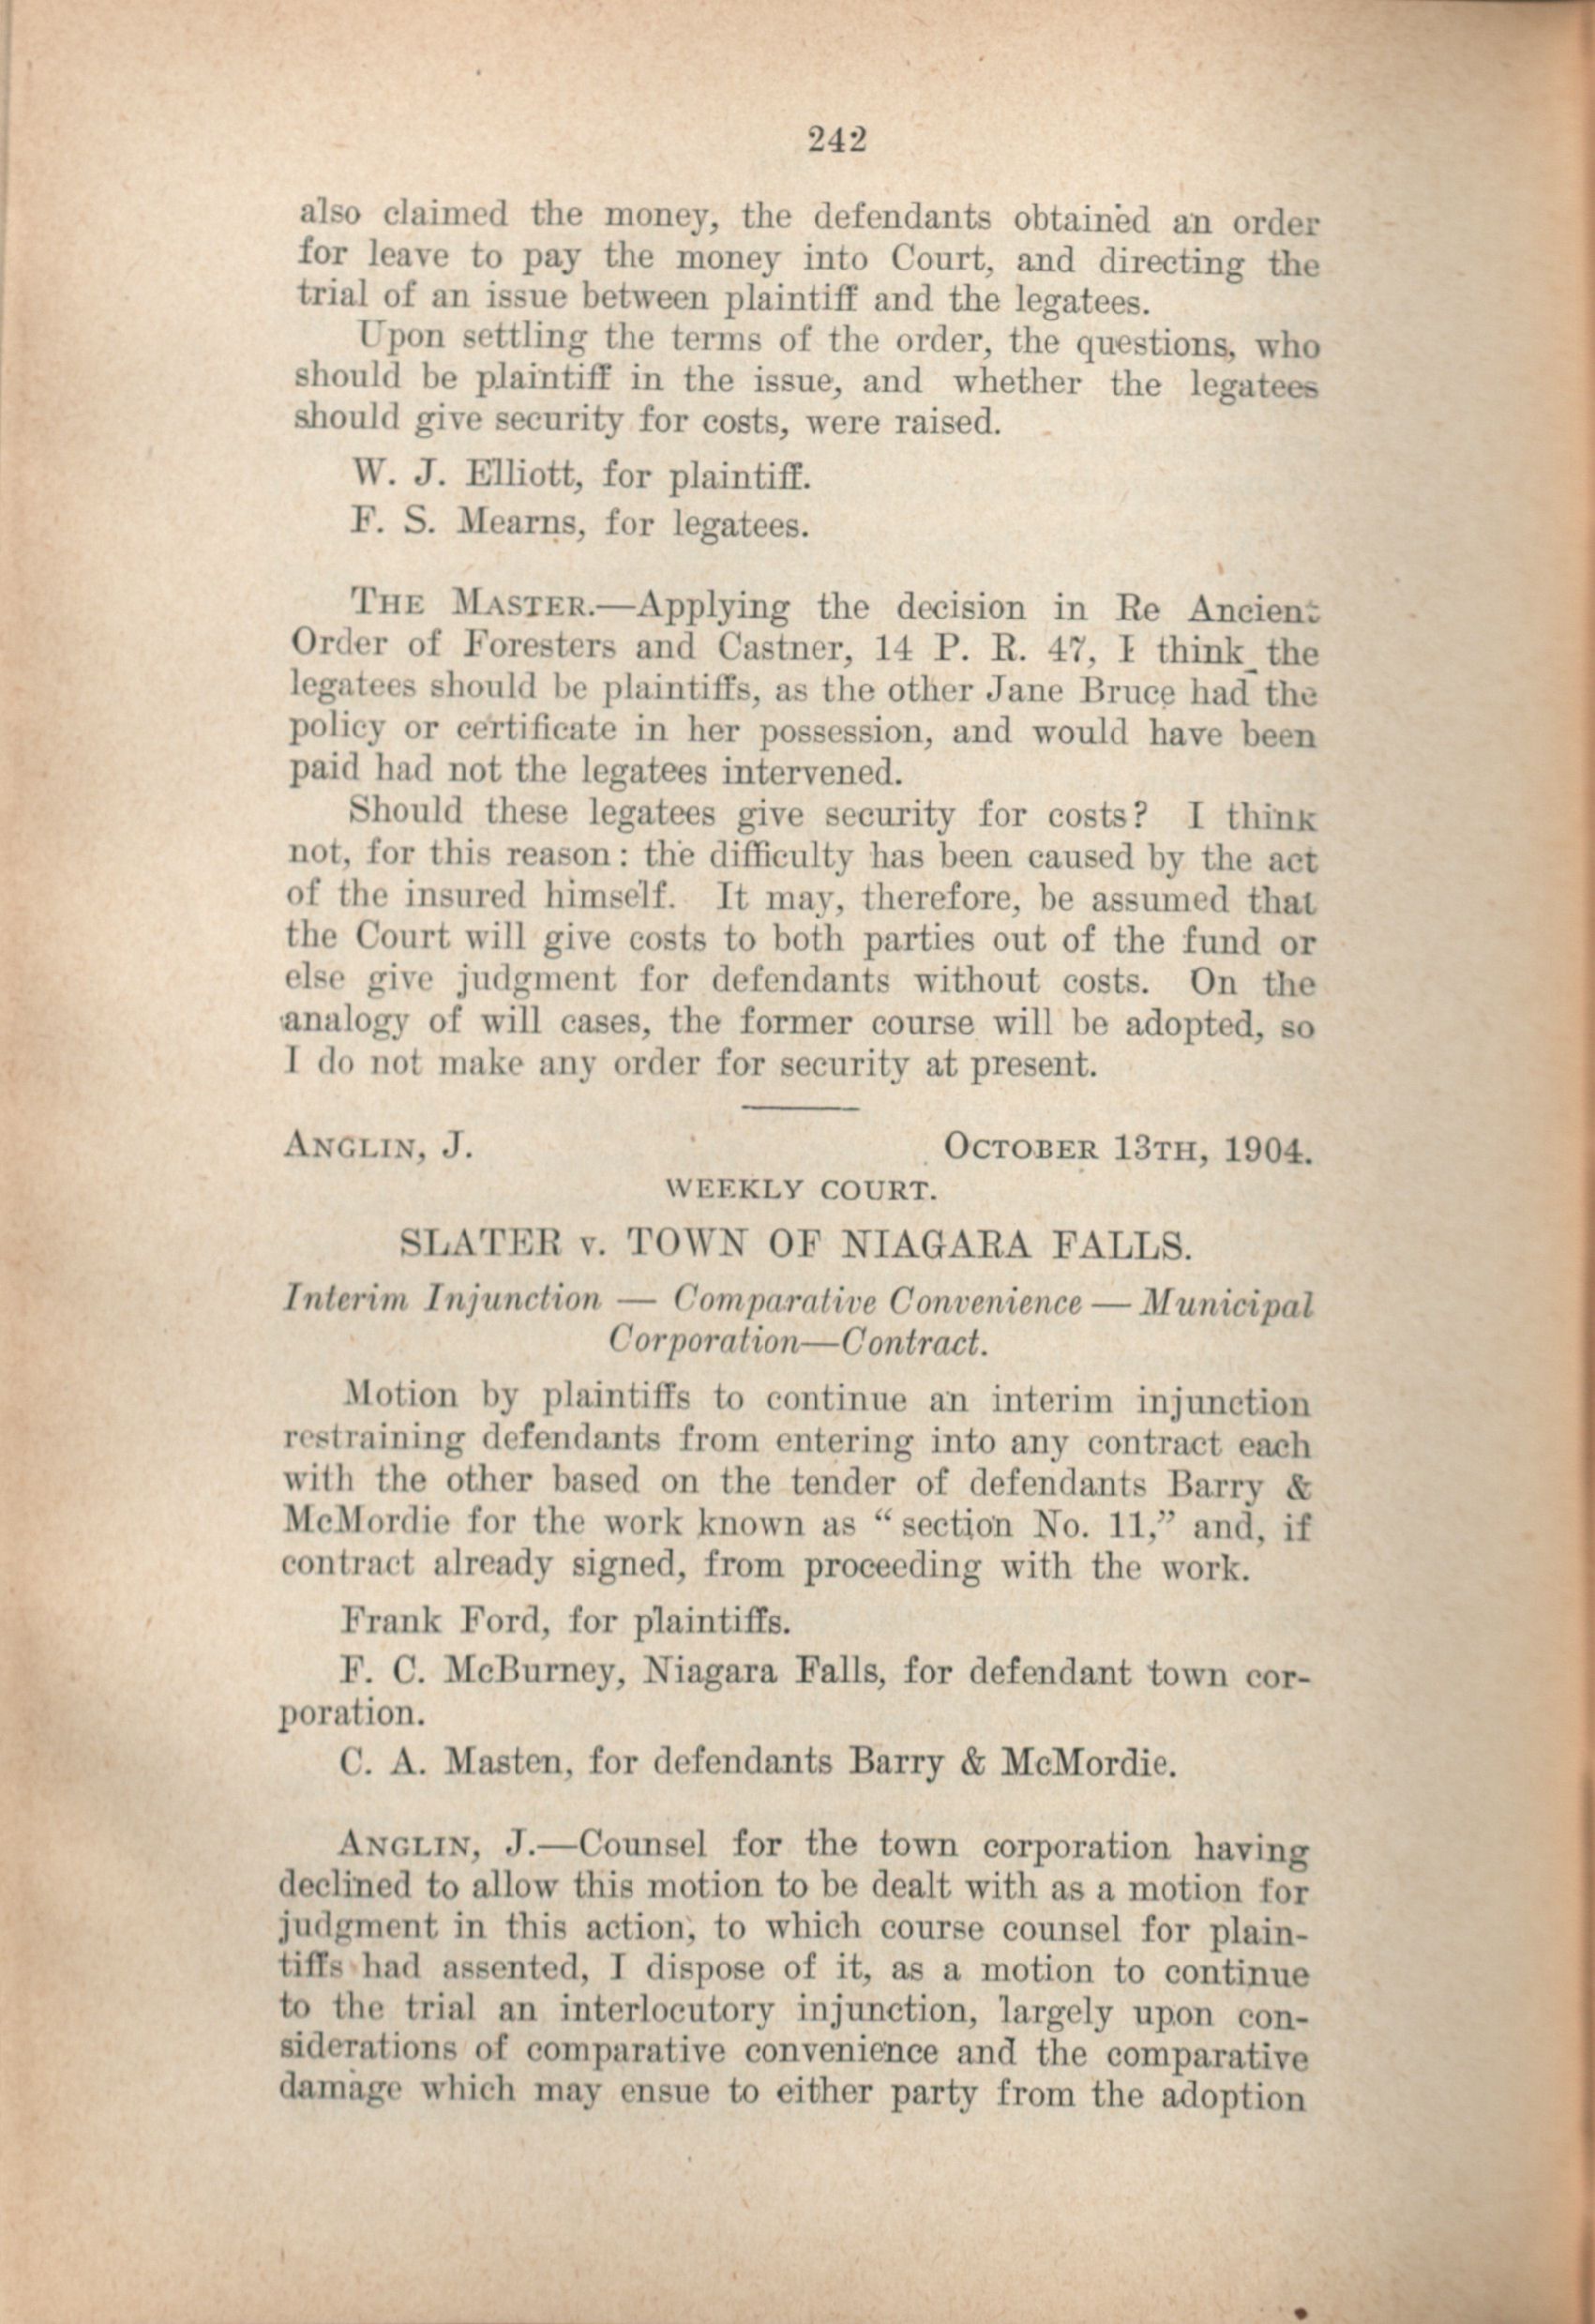 242
also claimed the money, the defendants obtained an order
for leave to pay the money into Court, and directing the
trial of an issue between plaintiff and the legatees.
Upon settling the terms of the order, the questions, who
should be plaintiff in the issue, and whether the legatees
should give security for costs, were raised.
W. J. Elliott, for plaintiff.
F. S. Mearns, for legatees.
THE MASTER.—Applying the decision in Re Ancient
Order of Foresters and Castner, 14 P. R. 47, I think the
legatees should be plaintiffs, as the other Jane Bruce had the
policy or certificate in her possession, and would have been
paid had not the legatees intervened.
Should these legatees give security for costs? I think
not, for this reason: the difficulty has been caused by the act
of the insured himself. It may, therefore, be assumed that
the Court will give costs to both parties out of the fund or
else give judgment for defendants without costs. On the
analogy of will cases, the former course will be adopted, so
I do not make any order for security at present.
ANGLIN, J. OCTOBER 13TH, 1904.
WEEKLY COURT.
SLATER v. TOWN OF NIAGARA FALLS.
Interim Injunction — Comparative Convenience — Municipal
Corporation—Contract.
Motion by plaintiffs to continue an interim injunction
restraining defendants from entering into any contract each
with the other based on the tender of defendants Barry &
McMordie for the work known as “section No. 11,” and, if
contract already signed, from proceeding with the work.
Frank Ford, for plaintiffs.
F. C. McBurney, Niagara Falls, for defendant town cor-
poration.
C. A. Masten, for defendants Barry & McMordie.
ANGLIN, J.—Counsel for the town corporation having
declined to allow this motion to be dealt with as a motion for
judgment in this action, to which course counsel for plain-
tiffs had assented, I dispose of it, as a motion to continue
to the trial an interlocutory injunction, largely upon con-
siderations of comparative convenience and the comparative
damage which may ensue to either party from the adoption